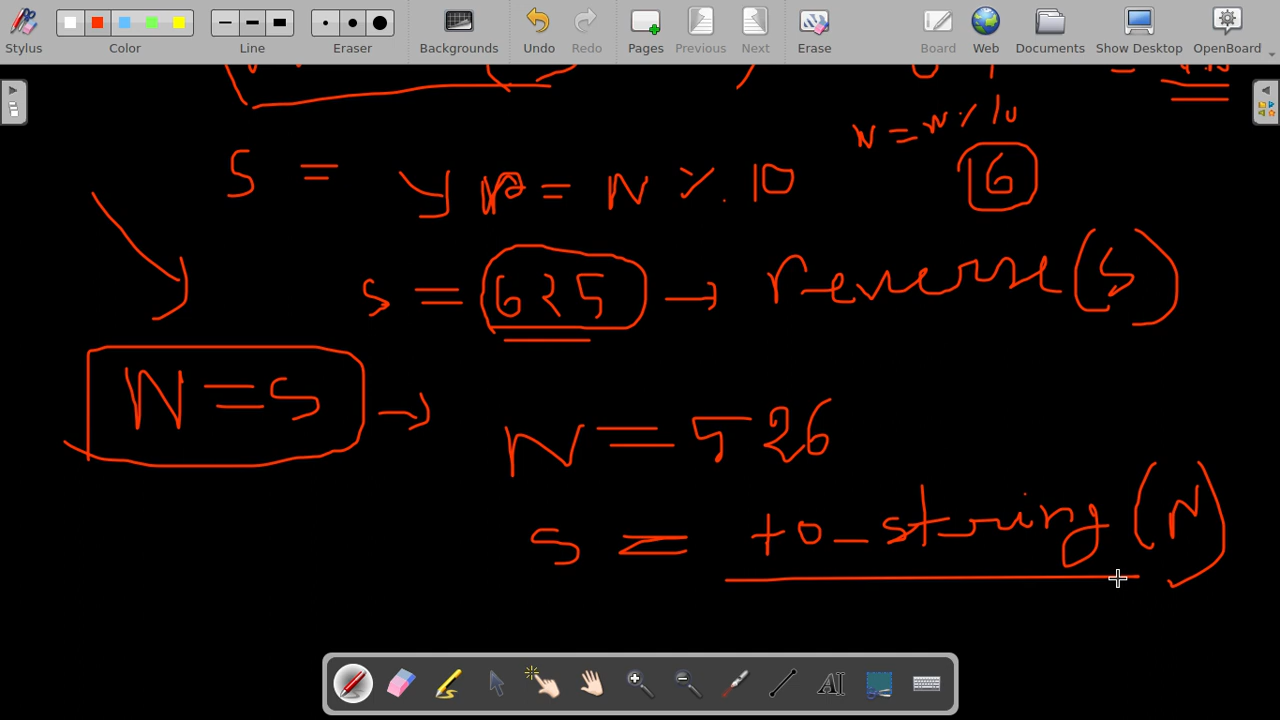 Stylus Color Line Eraser Backgrounds Undo Redo Pages Previous Next Erase Board Web Documents Show Desktop OpenBoard
N = N % 10
S = N % 10 16
s = 625 → reverse(S)
N = S → N = 526
S = to_string(N)